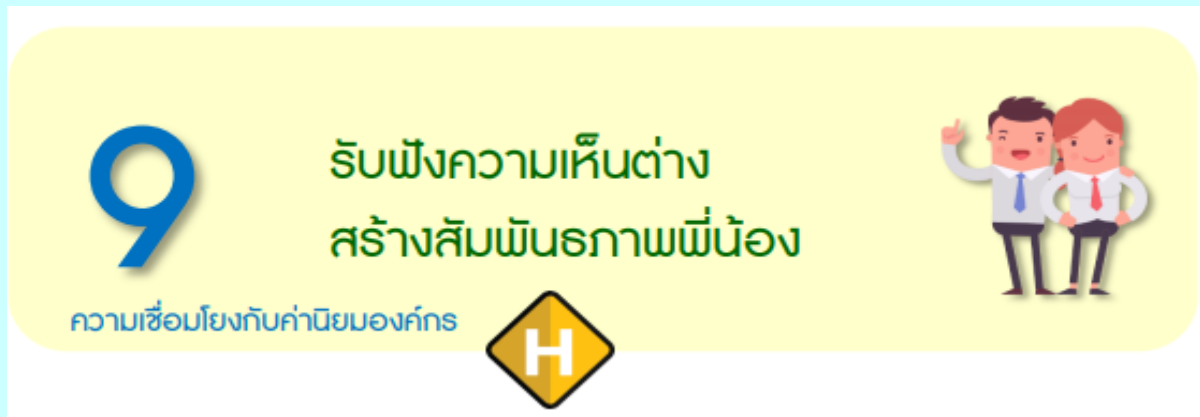 9
รับฟังความเห็นต่าง
สร้างสัมพันธภาพพี่น้อง
ความเชื่อมโยงกับค่านิยมองค์กร
H